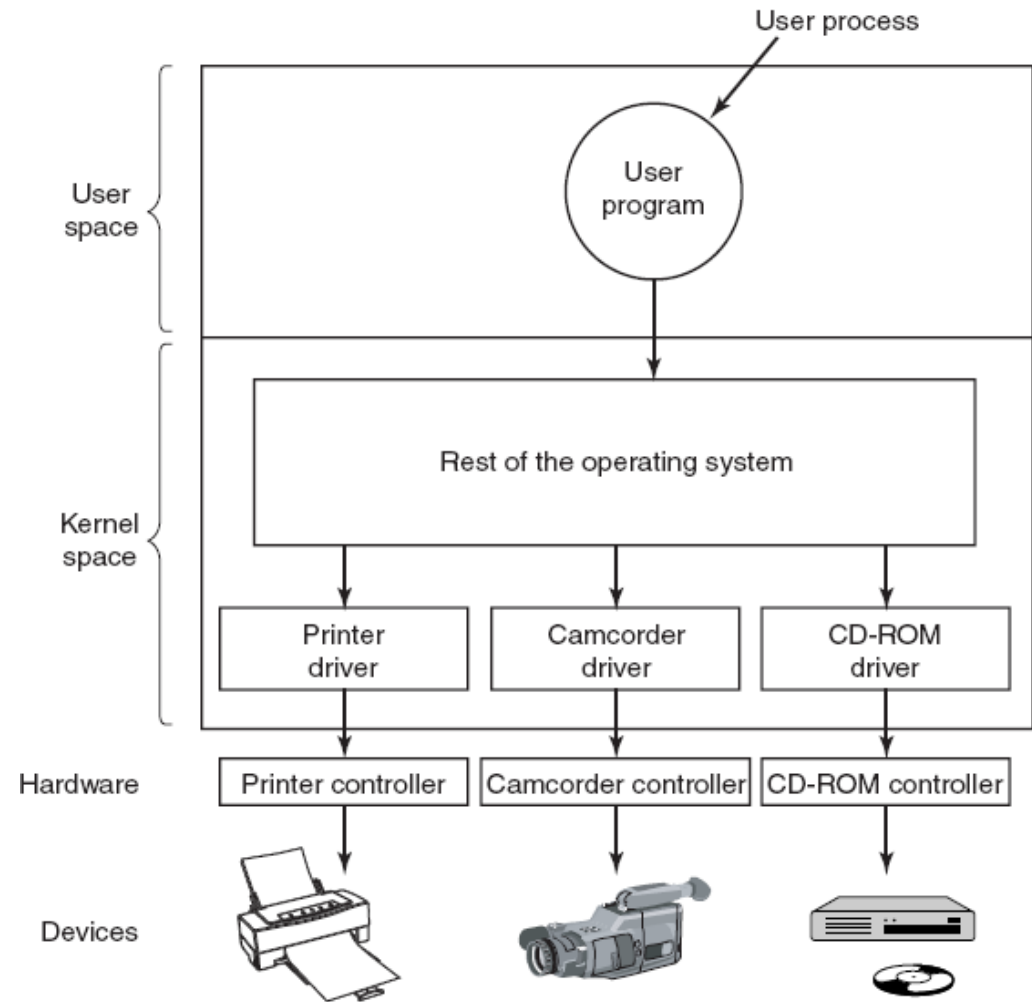 User process
User
space
User
program
Rest of the operating system
Kernel
space
Printer
driver
Camcorder
driver
CD-ROM
driver
Hardware
Printer controller
Camcorder controller
CD-ROM controller
Devices